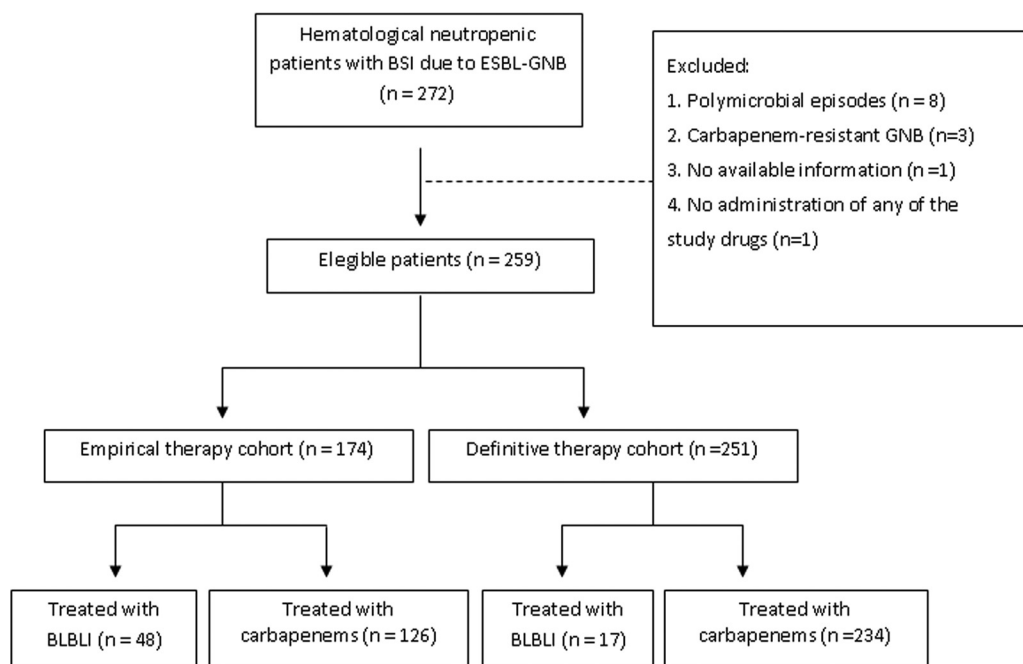 Hematological neutropenic
patients with BSI due to ESBL-GNB
(n = 272)
Excluded:
1. Polymicrobial episodes (n = 8)
2. Carbapenem-resistant GNB (n=3)
3. No available information (n =1)
4. No administration of any of the
study drugs (n=1)
Elegible patients (n = 259)
Empirical therapy cohort (n = 174)
Definitive therapy cohort (n =251)
Treated with
BLBLI (n = 48)
Treated with
carbapenems (n = 126)
Treated with
BLBLI (n = 17)
Treated with
carbapenems (n =234)